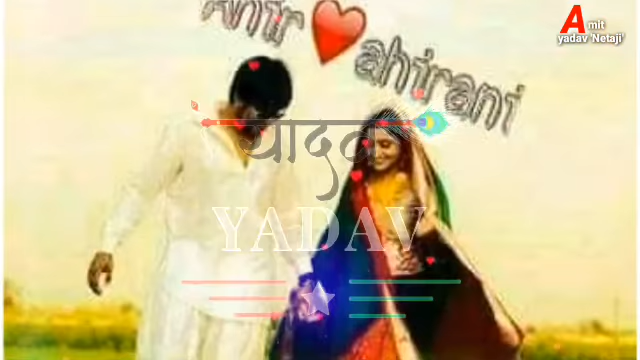 Amit
yadav 'Netaji'
Ahir ❤ ahirani
यादव
YADAV